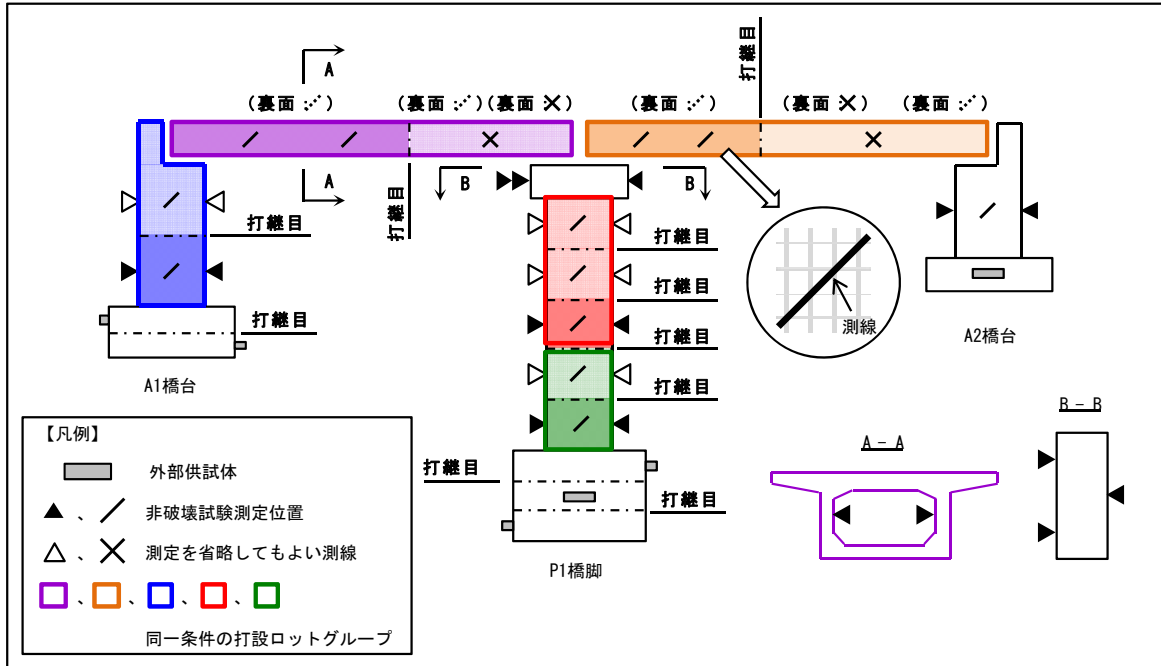 A
打継目
(裏面 ⋰)
(裏面 ⋰)
(裏面 ×)
(裏面 ⋰)
(裏面 ×)
(裏面 ⋰)
A
打継目
B
B
打継目
打継目
打継目
打継目
打継目
打継目
測線
A1橋台
A2橋台
打継目
打継目
P1橋脚
A - A
B - B
【凡例】
外部供試体
▲、／ 非破壊試験測定位置
△、× 測定を省略してもよい測線
、 、 、 、
同一条件の打設ロットグループ